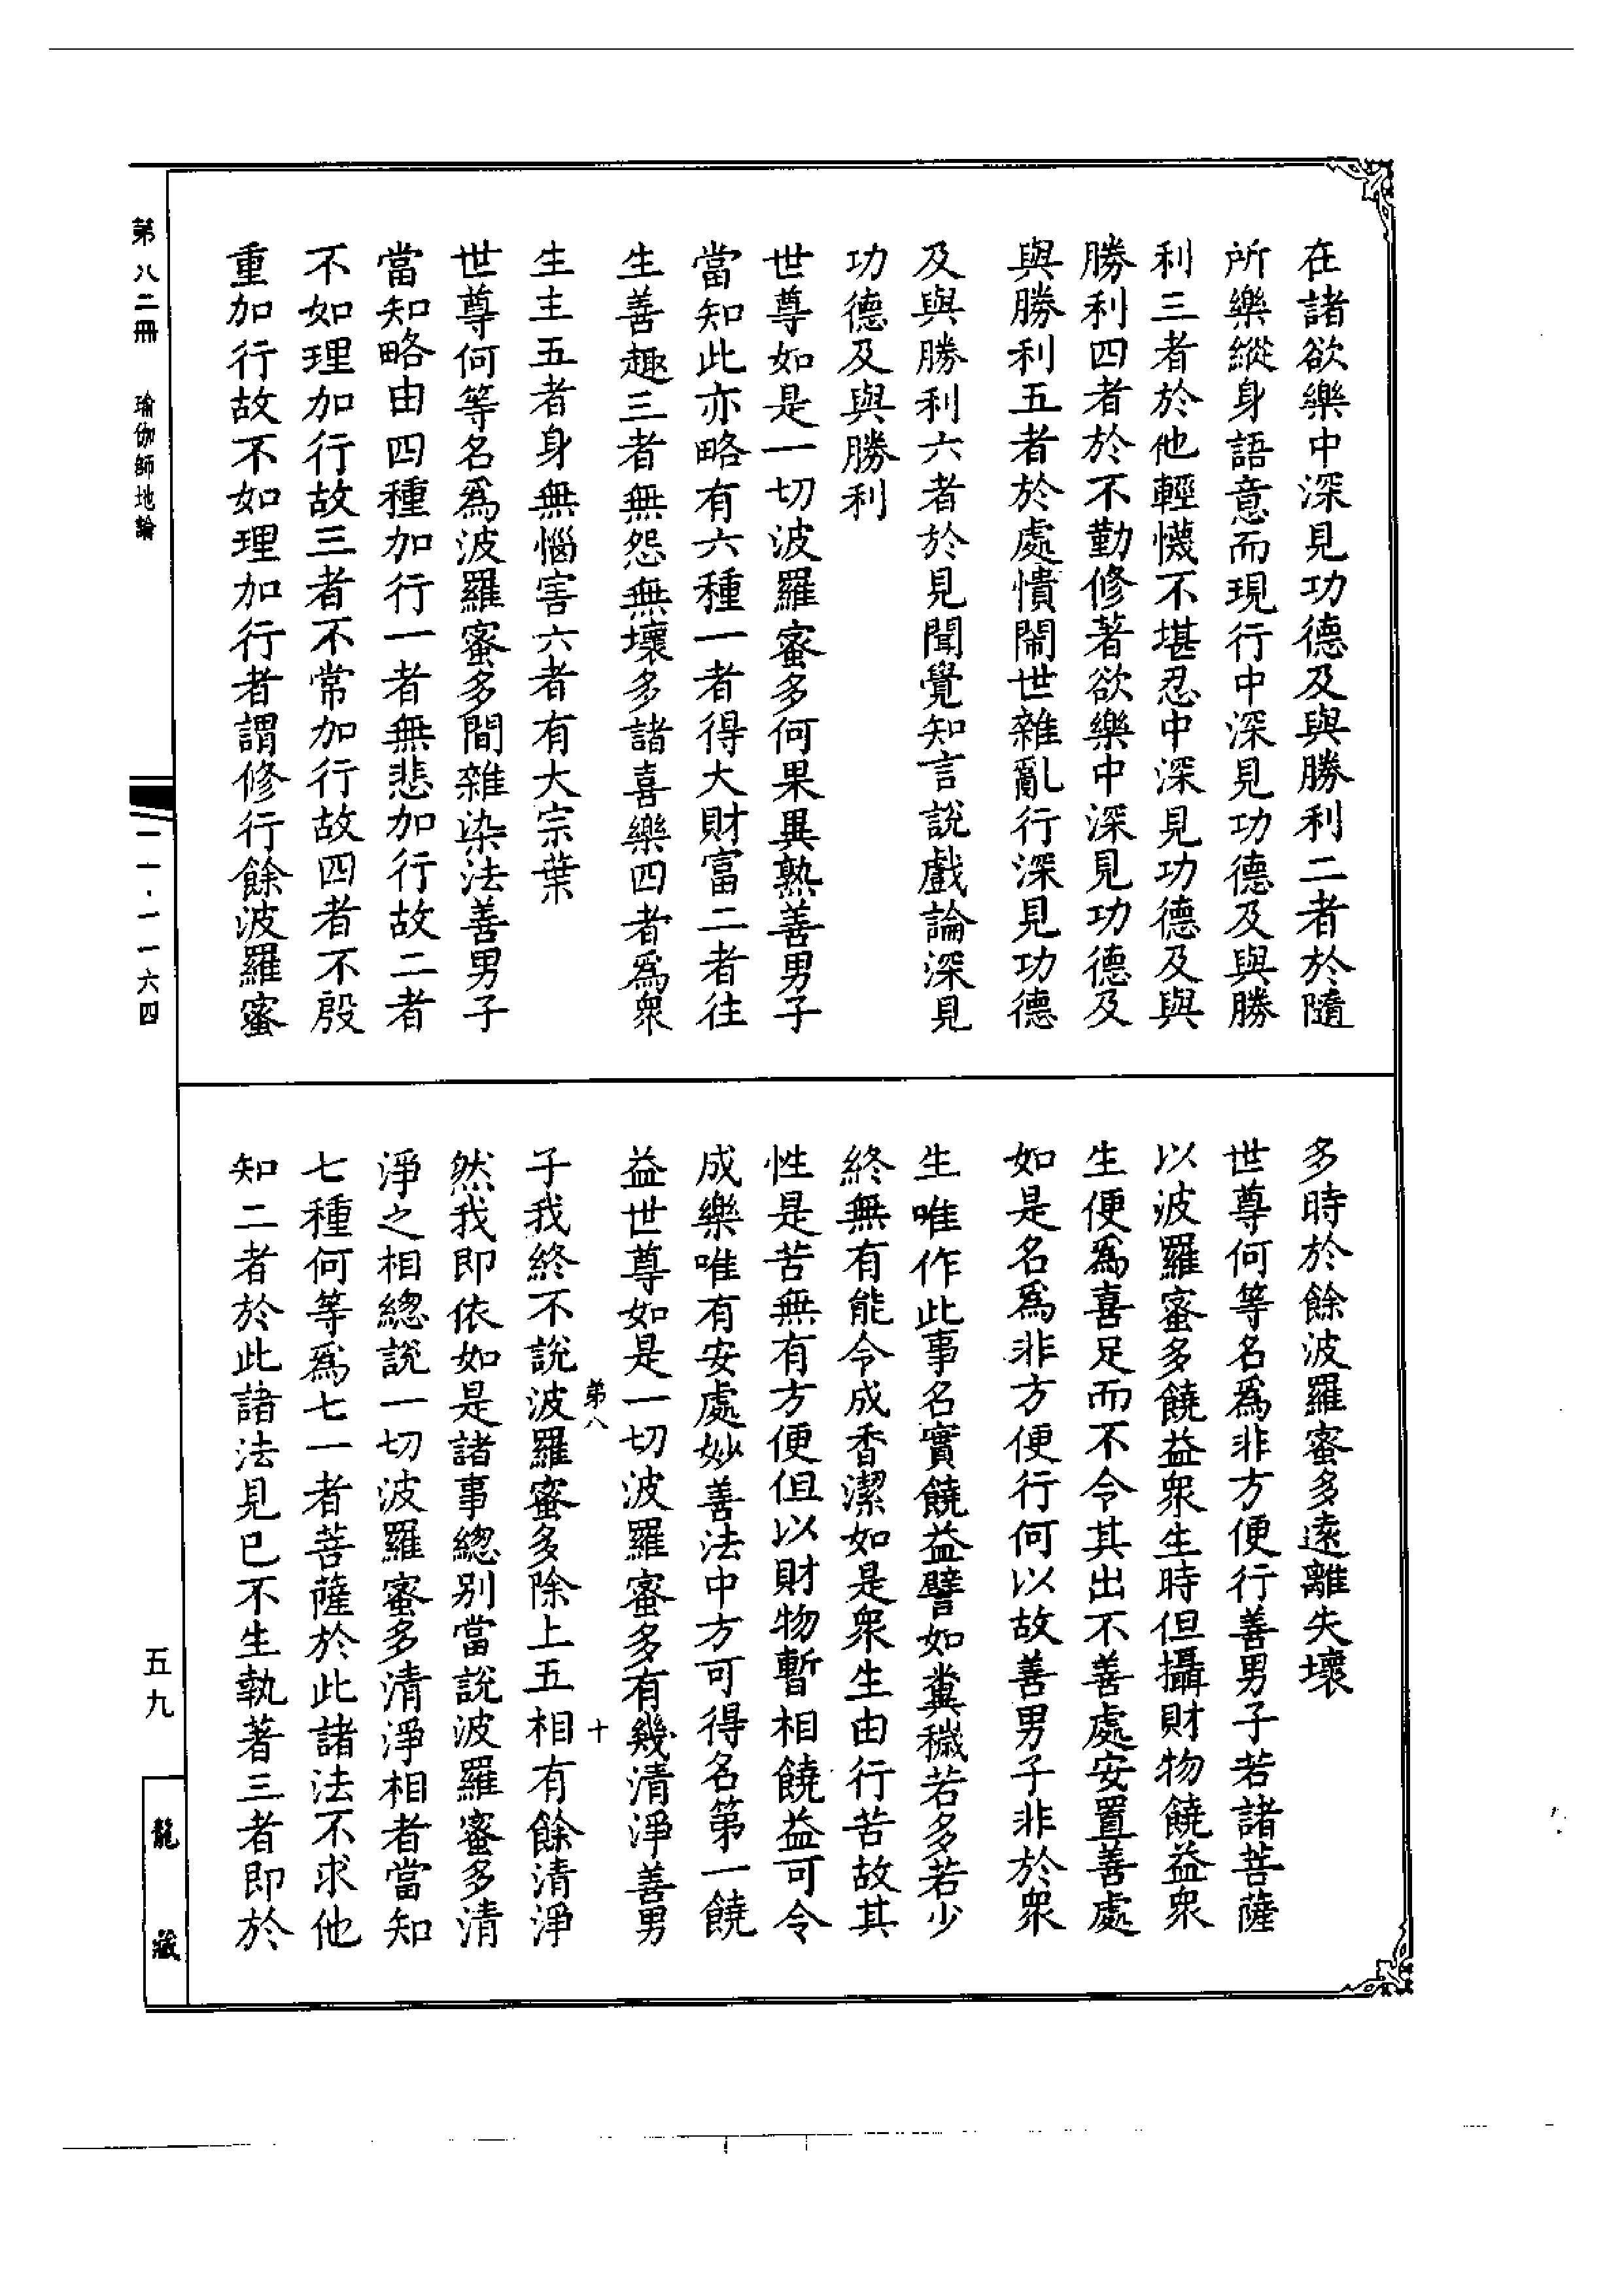 在諸欲樂中深見功德及與勝利二者於隨
所樂縱身語意而現行中深見功德及與勝
利三者於他輕懱不堪忍中深見功德及與
勝利四者於不勤修著欲樂中深見功德及
與勝利五者於處憒閙世雜亂行深見功德
及與勝利六者於見聞覺知言說戲論深見
功德及與勝利
世尊如是一切波羅蜜多何果異熟善男子
當知此亦略有六種一者得大財富二者往
生善趣三者無怨無壞多諸喜樂四者爲衆
生主五者身無惱害六者有大宗葉
世尊何等名爲波羅蜜多間雜染法善男子
當知略由四種加行一者無悲加行故二者
不如理加行故三者不常加行故四者不殷
重加行故不如理加行者謂修行餘波羅蜜
多時於餘波羅蜜多遠離失壞
世尊何等名爲非方便行善男子若諸菩薩
以波羅蜜多饒益衆生時但攝財物饒益衆
生便爲喜足而不令其出不善處安置善處
如是名爲非方便行何以故善男子非於衆
生唯作此事名實饒益譬如糞穢若多若少
終無有能令成香潔如是衆生由行苦故其
性是苦無有方便但以財物暫相饒益可令
成樂唯有安處妙善法中方可得名第一饒
益世尊如是一切波羅蜜多有幾清淨善男
第八 十
子我終不說波羅蜜多除上五相有餘清淨
然我即依如是諸事總別當說波羅蜜多清
淨之相總說一切波羅蜜多清淨相者當知
七種何等爲七一者菩薩於此諸法不求他
知二者於此諸法見已不生執著三者即於
第八二冊 瑜伽師地論
一一·一一六四
五九
龍藏